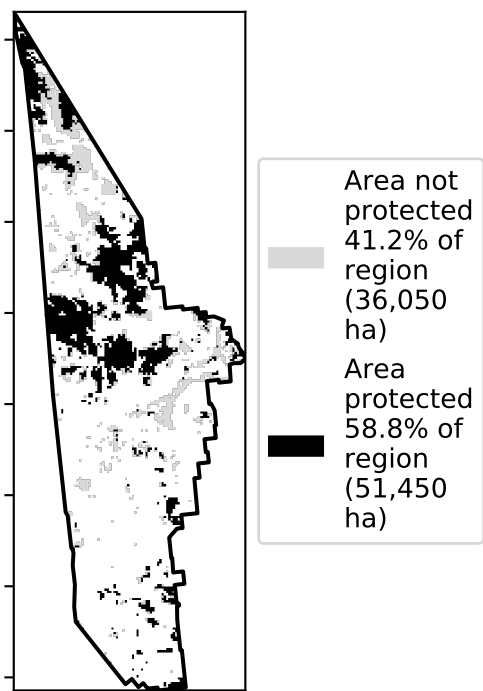 Area not
protected
41.2% of
region
(36,050
ha)
Area
protected
58.8% of
region
(51,450
ha)